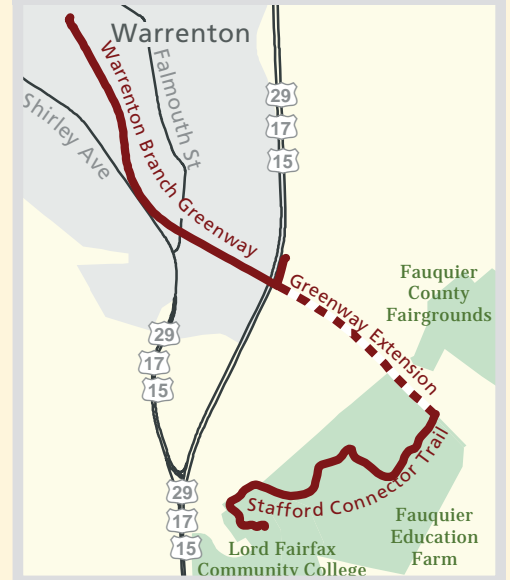 Warrenton
Warrenton Branch Greenway
Falmouth St
Shirley Ave
29
17
15
Fauquier
County
Fairgrounds
Greenway Extension
29
17
15
Stafford Connector Trail
29
17
15
Fauquier
Education
Farm
Lord Fairfax
Community College